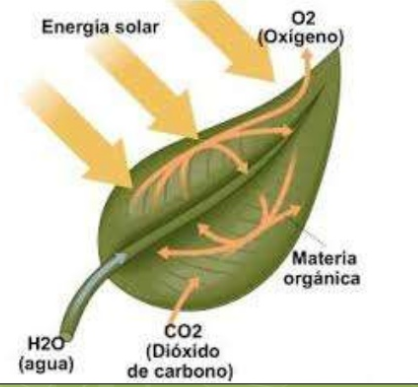 Energia solar
O2
(Oxígeno)
Materia
orgánica
H2O
(agua)
CO2
(Dióxido
de carbono)